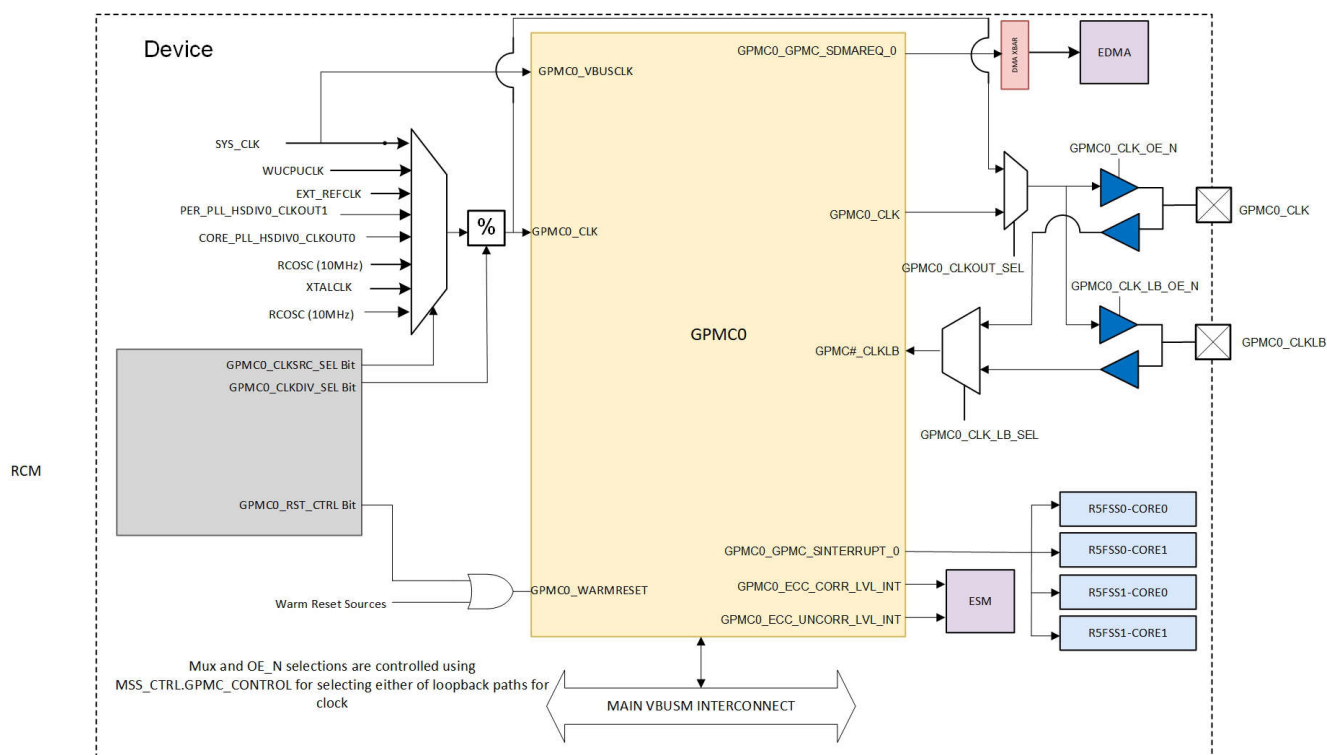 Device
GPMC0_GPMC_SDMAREQ_0
DMA XBAR
EDMA
GPMC0_VBUSCLK
SYS_CLK
WUCPUCLK
EXT_REFCLK
PER_PLL_HSDIV0_CLKOUT1
CORE_PLL_HSDIV0_CLKOUT0
RCOSC (10MHz)
XTALCLK
RCOSC (10MHz)
%
GPMC0_CLK
GPMC0_CLK
GPMC0_CLK_OE_N
GPMC0_CLK
GPMC0_CLKOUT_SEL
GPMC0_CLK_LB_OE_N
GPMC0
GPMC#_CLKLB
GPMC0_CLKLB
GPMC0_CLK_LB_SEL
GPMC0_CLKSRC_SEL Bit
GPMC0_CLKDIV_SEL Bit
RCM
GPMC0_RST_CTRL Bit
GPMC0_WARMRESET
Warm Reset Sources
GPMC0_GPMC_SINTERRUPT_0
GPMC0_ECC_CORR_LVL_INT
GPMC0_ECC_UNCORR_LVL_INT
ESM
R5FSS0-CORE0
R5FSS0-CORE1
R5FSS1-CORE0
R5FSS1-CORE1
Mux and OE_N selections are controlled using
MSS_CTRL.GPMC_CONTROL for selecting either of loopback paths for
clock
MAIN VBUSM INTERCONNECT